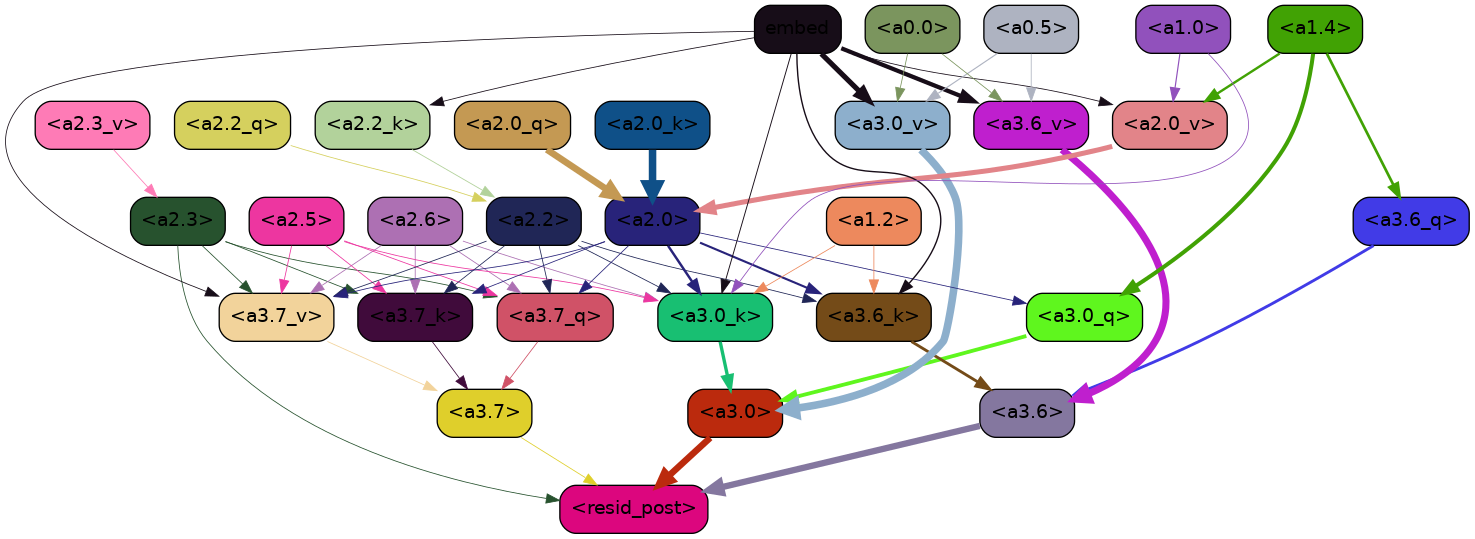 embed
<a0.0>
<a0.5>
<a1.0>
<a1.4>
<a2.3_v>
<a2.2_q>
<a2.2_k>
<a2.0_q>
<a2.0_k>
<a3.0_v>
<a3.6_v>
<a2.0_v>
<a2.3>
<a2.5>
<a2.6>
<a2.2>
<a2.0>
<a1.2>
<a3.6_q>
<a3.7_v>
<a3.7_k>
<a3.7_q>
<a3.0_k>
<a3.6_k>
<a3.0_q>
<a3.7>
<a3.0>
<a3.6>
<resid_post>